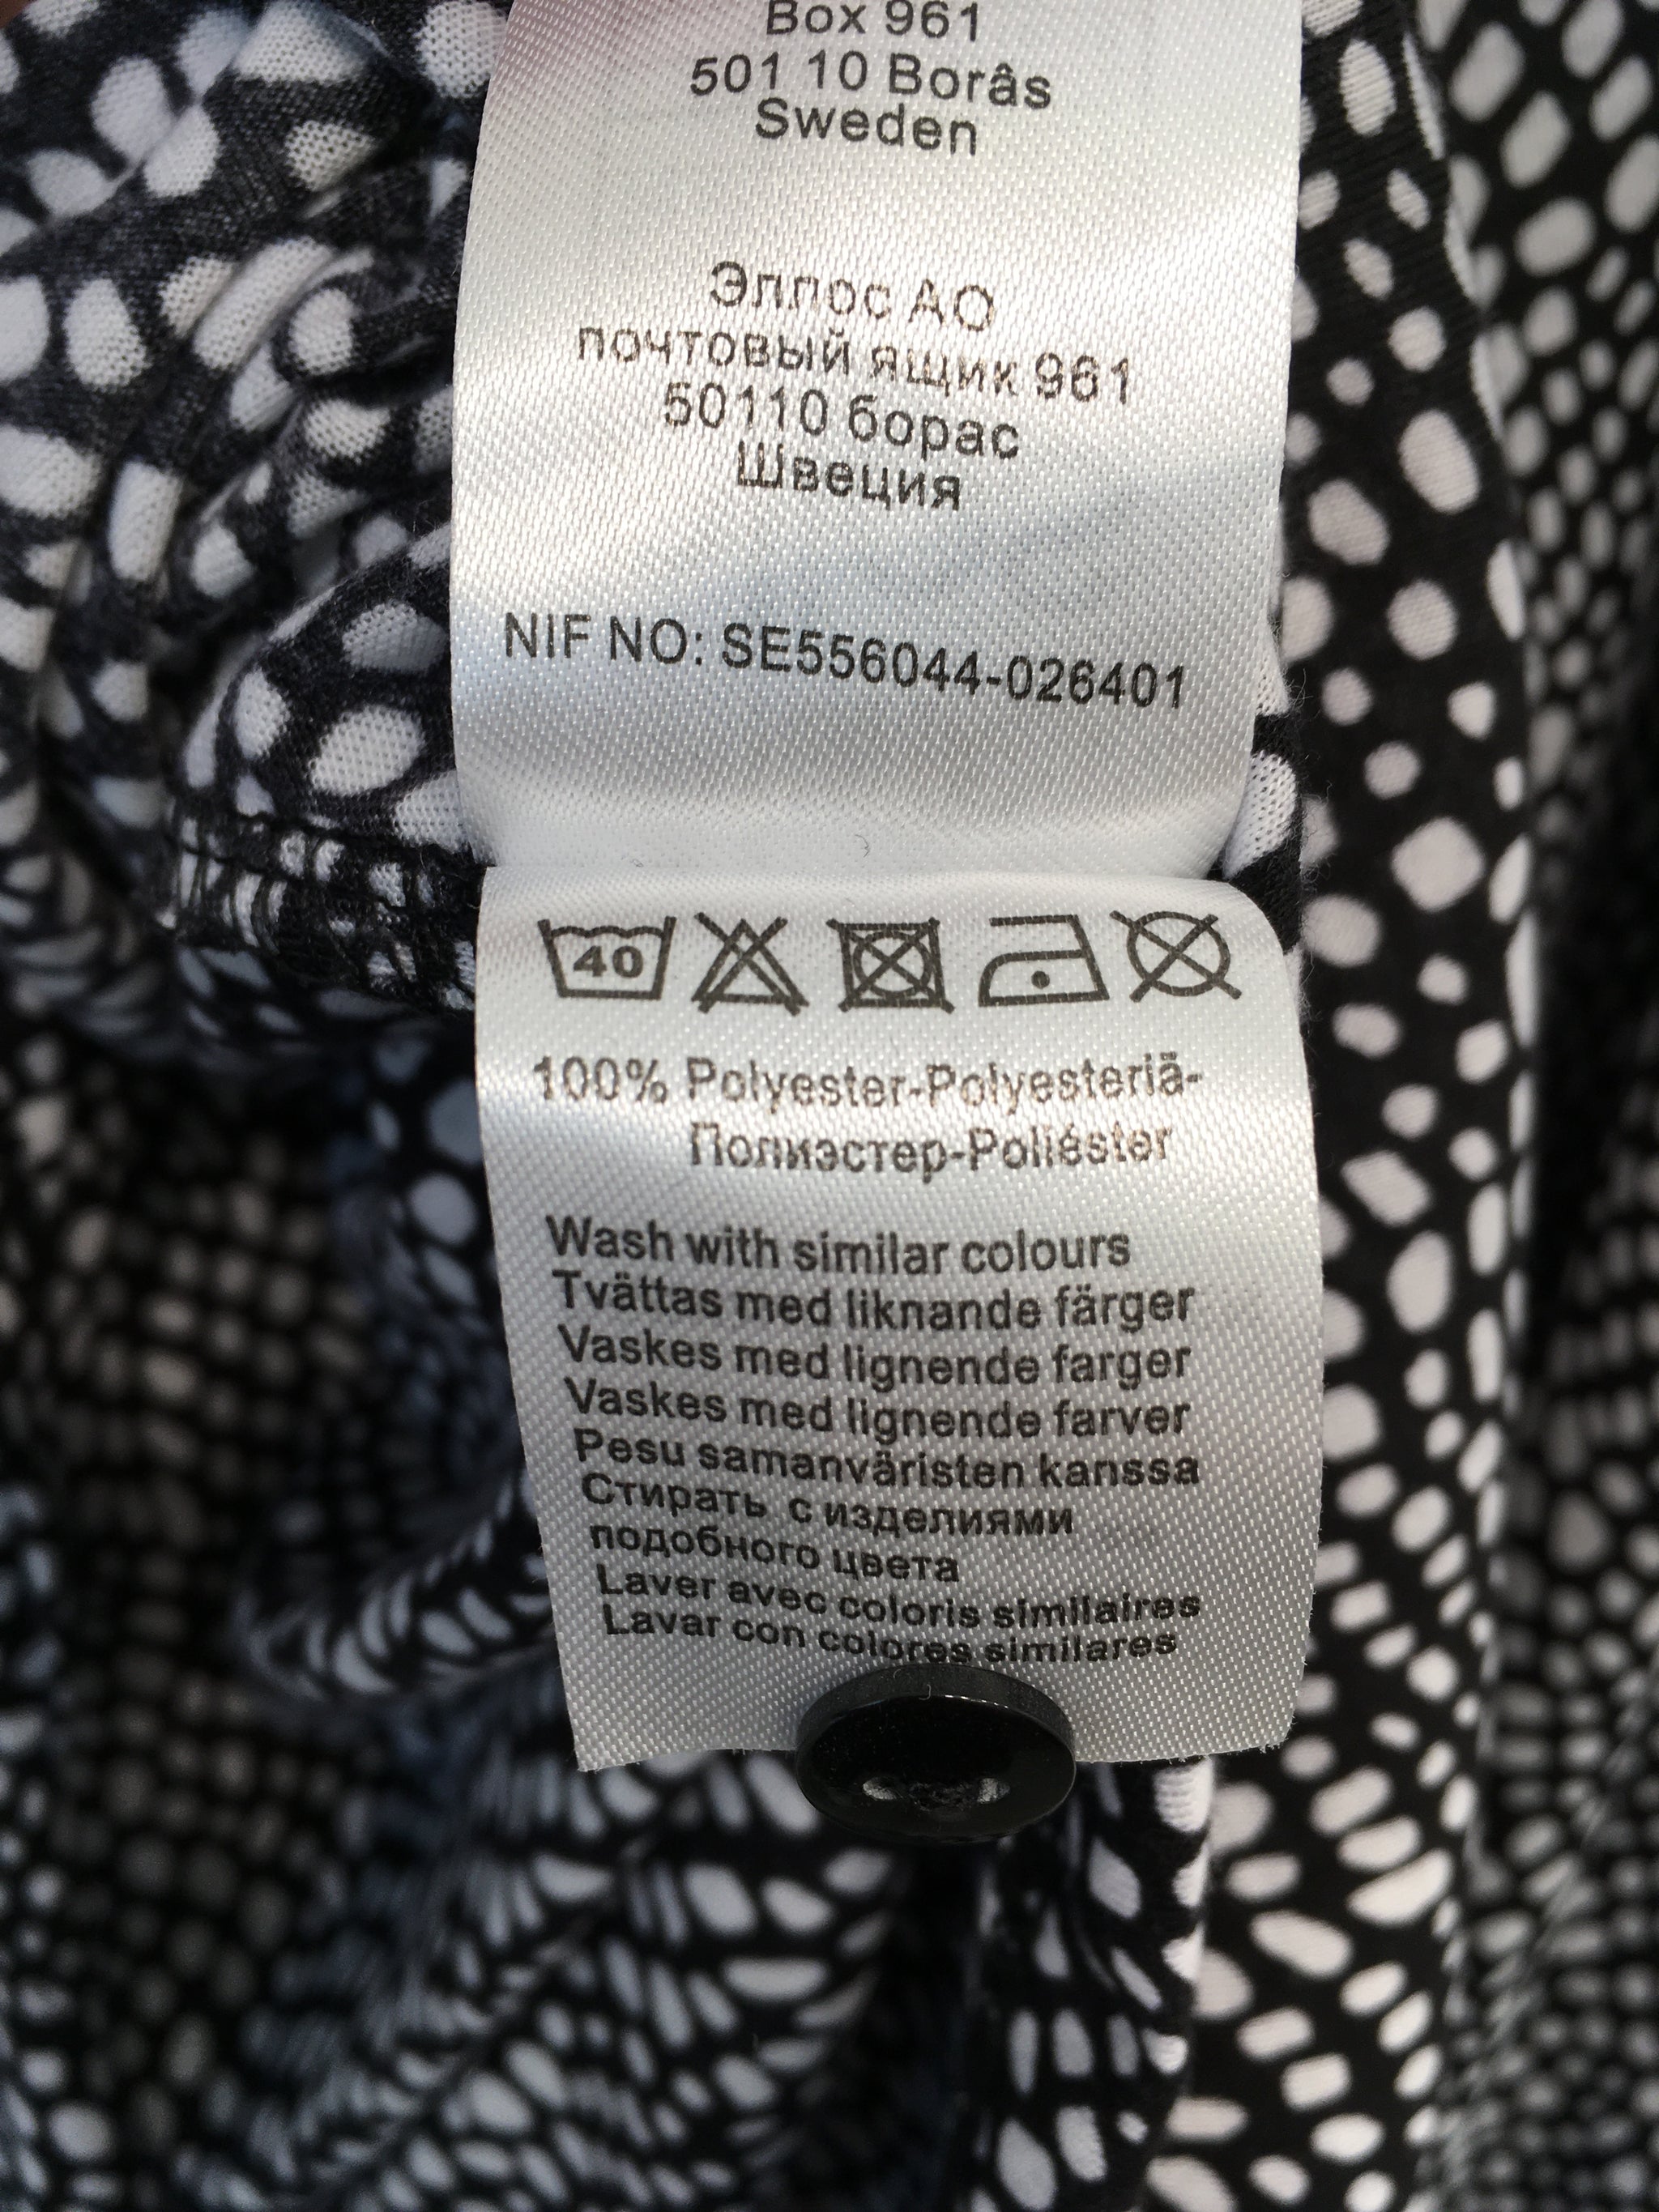 Box 961
501 10 Borås
Sweden
Эллос АО
почтовый ящик 961
50110 борас
Швеция
NIF NO: SE556044-026401
40
100% Polyester-Polyesteriä-
Полиэстер-Poliéster
Wash with similar colours
Tvättas med liknande färger
Vaskes med lignende farger
Vaskes med lignende farver
Pesu samanväristen kanssa
Стирать с изделиями
подобного цвета
Laver avec coloris similaires
Lavar con colores similares